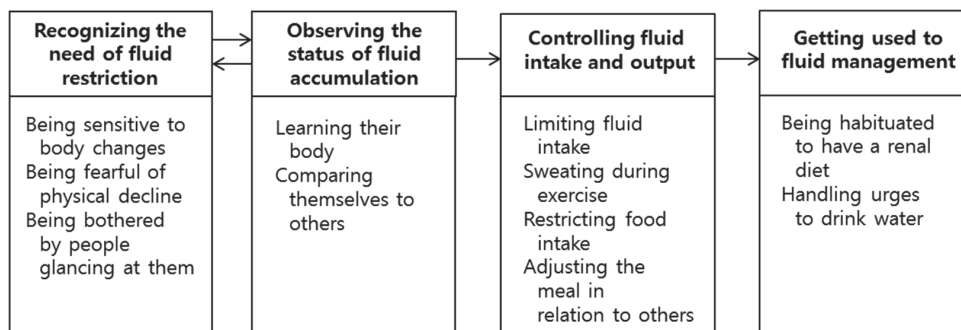 Recognizing the
need of fluid
restriction
Being sensitive to
body changes
Being fearful of
physical decline
Being bothered
by people
glancing at them
Observing the
status of fluid
accumulation
Learning their
body
Comparing
themselves to
others
Controlling fluid
intake and output
Limiting fluid
intake
Sweating during
exercise
Restricting food
intake
Adjusting the
meal in
relation to others
Getting used to
fluid management
Being habituated
to have a renal
diet
Handling urges
to drink water